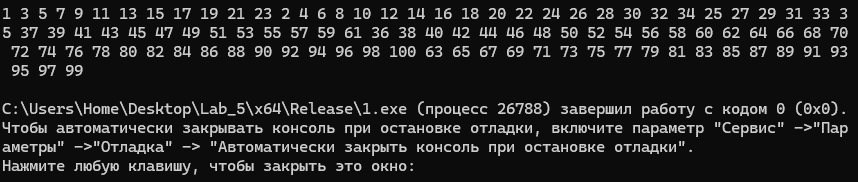 1 3 5 7 9 11 13 15 17 19 21 23 2 4 6 8 10 12 14 16 18 20 22 24 26 28 30 32 34 25 27 29 31 33 3
5 37 39 41 43 45 47 49 51 53 55 57 59 61 36 38 40 42 44 46 48 50 52 54 56 58 60 62 64 66 68 70
 72 74 76 78 80 82 84 86 88 90 92 94 96 98 100 63 65 67 69 71 73 75 77 79 81 83 85 87 89 91 93
 95 97 99
C:\Users\Home\Desktop\Lab_5\x64\Release\1.exe (процесс 26788) завершил работу с кодом 0 (0x0).
Чтобы автоматически закрывать консоль при остановке отладки, включите параметр "Сервис" ->"Пар
аметры" ->"Отладка" -> "Автоматически закрыть консоль при остановке отладки".
Нажмите любую клавишу, чтобы закрыть это окно: